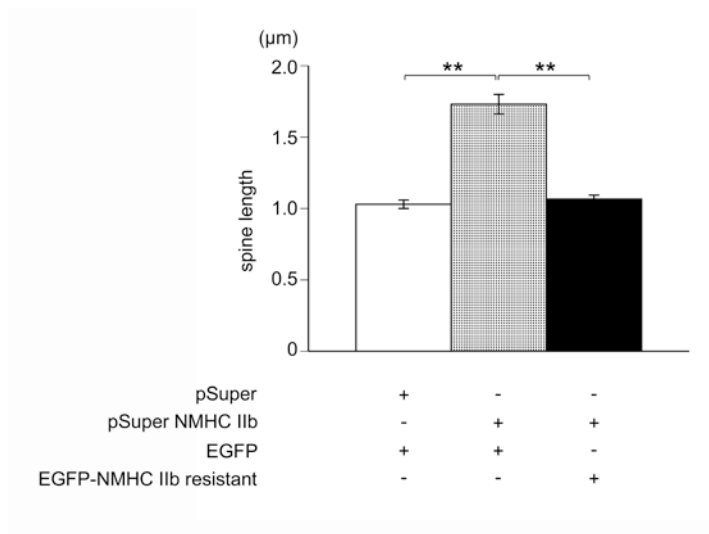 (μm)
2.0
** **
1.5
1.0
0.5
0
spine length
pSuper + - -
pSuper NMHC IIb - + +
EGFP + + -
EGFP-NMHC IIb resistant - - +